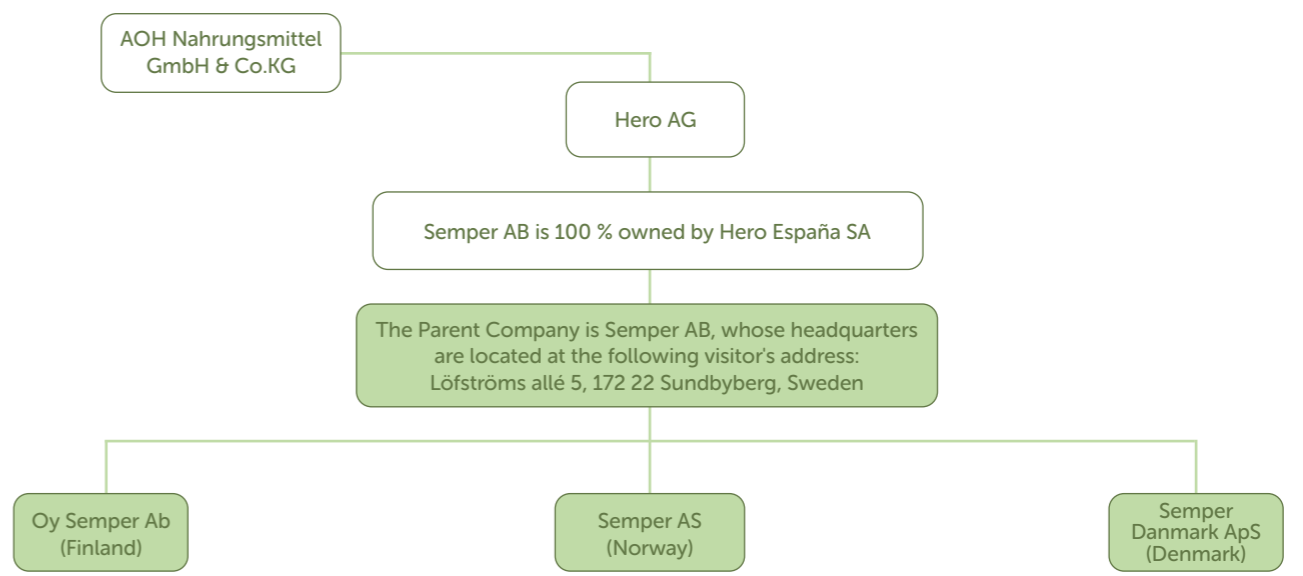 AOH Nahrungsmittel
GmbH & Co.KG
Hero AG
Semper AB is 100 % owned by Hero España SA
The Parent Company is Semper AB, whose headquarters
are located at the following visitor's address:
Löfströms allé 5, 172 22 Sundbyberg, Sweden
Oy Semper Ab
(Finland)
Semper AS
(Norway)
Semper
Danmark ApS
(Denmark)